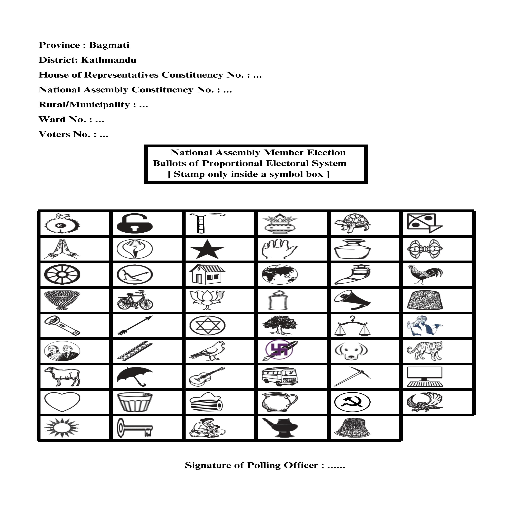 Province : Bagmati
District: Kathmandu
House of Representatives Constituency No. : ...
National Assembly Constituency No. : ...
Rural/Municipality : ...
Ward No. : ...
Voters No. : ...
National Assembly Member Election
Ballots of Proportional Electoral System
[ Stamp only inside a symbol box ]
Signature of Polling Officer : ......